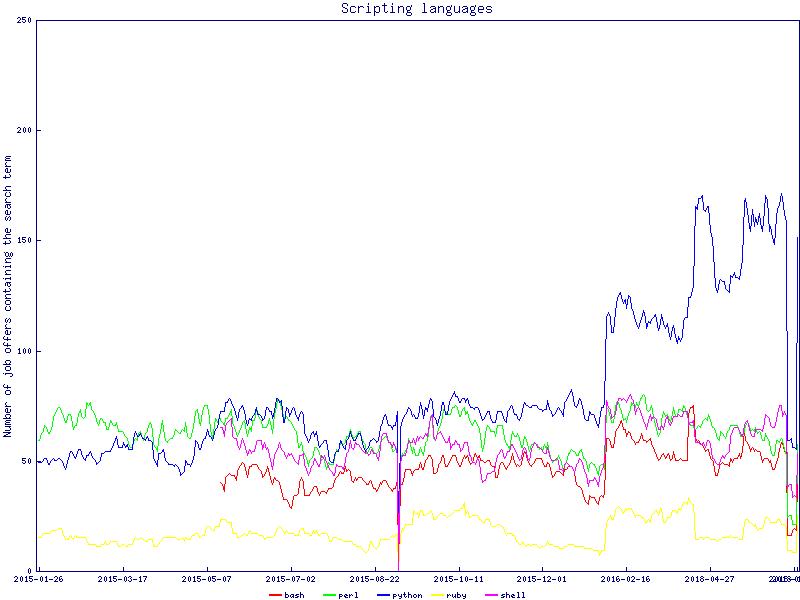 Scripting languages
Number of job offers containing the search term
250
200
150
100
50
0
2015-01-26 2015-03-17 2015-05-07 2015-07-02 2015-08-22 2015-10-11 2015-12-01 2016-02-16 2018-04-27
bash perl python ruby shell